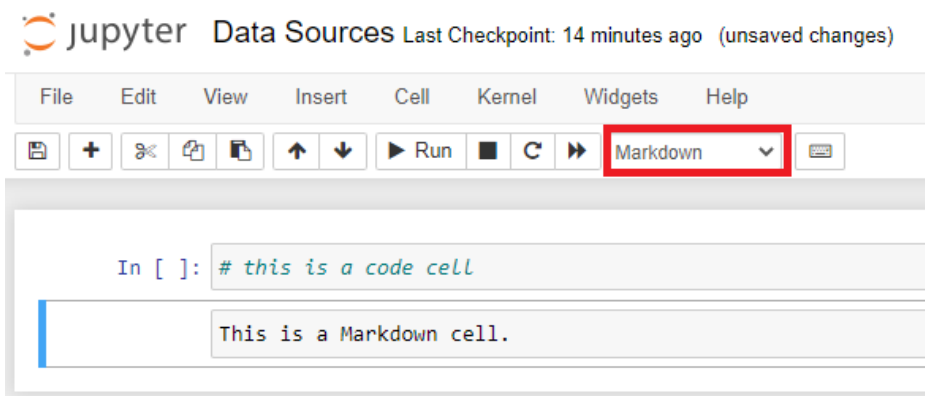 jupyter Data Sources Last Checkpoint: 14 minutes ago (unsaved changes)
File Edit View Insert Cell Kernel Widgets Help
Run Markdown
In [ ]: # this is a code cell
This is a Markdown cell.